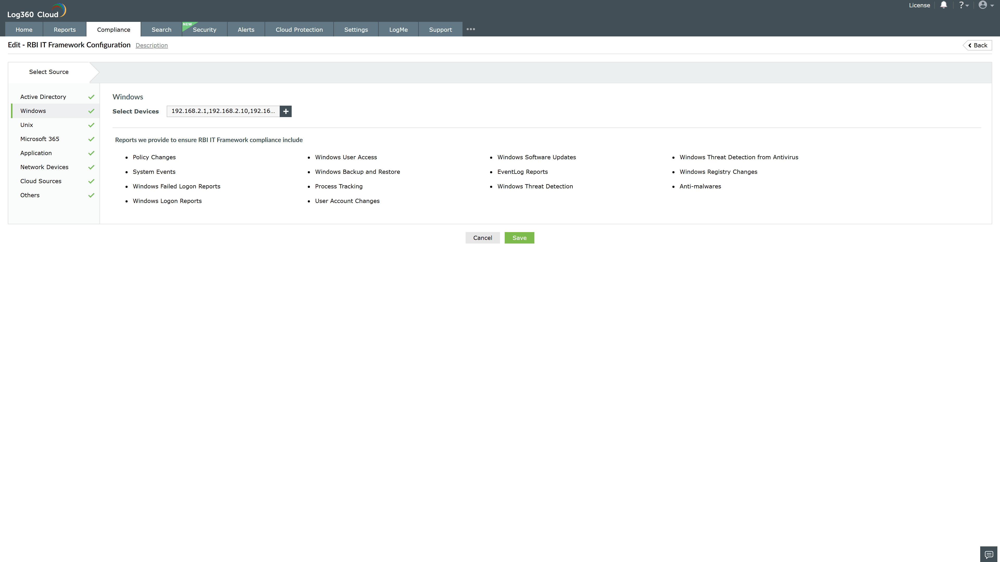 Log360 Cloud
License
?
Home
Reports
Compliance
Search
NEW
Security
Alerts
Cloud Protection
Settings
LogMe
Support
Edit - RBI IT Framework Configuration Description
Back
Select Source
Active Directory
Windows
Unix
Microsoft 365
Application
Network Devices
Cloud Sources
Others
Windows
Select Devices 192.168.2.1,192.168.2.10,192.16...
Reports we provide to ensure RBI IT Framework compliance include
Policy Changes
Windows User Access
Windows Software Updates
Windows Threat Detection from Antivirus
System Events
Windows Backup and Restore
EventLog Reports
Windows Registry Changes
Windows Failed Logon Reports
Process Tracking
Windows Threat Detection
Anti-malwares
Windows Logon Reports
User Account Changes
Cancel
Save